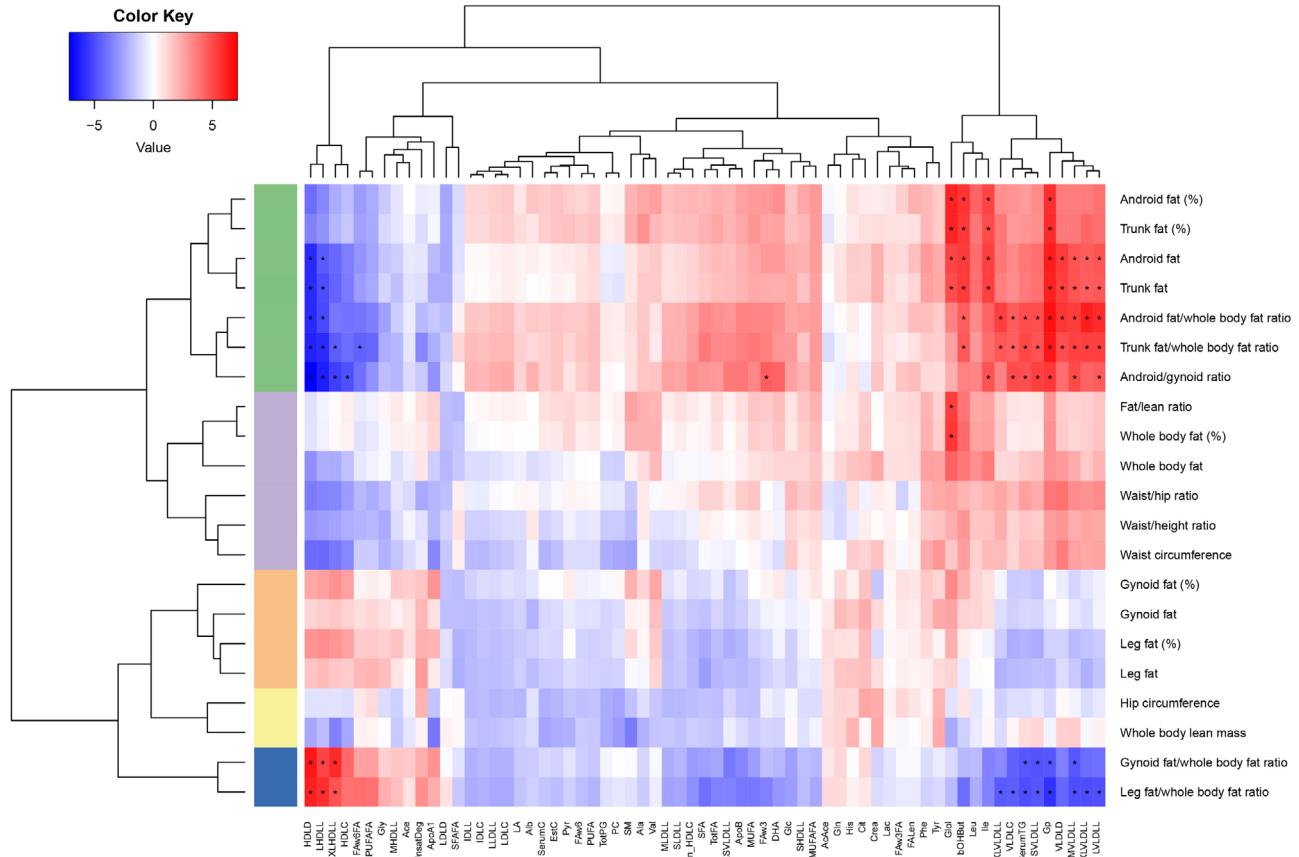 Color Key
−5 0 5
Value
Android fat (%)
Trunk fat (%)
Android fat
Trunk fat
Android fat/whole body fat ratio
Trunk fat/whole body fat ratio
Android/gynoid ratio
Fat/lean ratio
Whole body fat (%)
Whole body fat
Waist/hip ratio
Waist/height ratio
Waist circumference
Gynoid fat (%)
Gynoid fat
Leg fat (%)
Leg fat
Hip circumference
Whole body lean mass
Gynoid fat/whole body fat ratio
Leg fat/whole body fat ratio
HDLD
LHDLL
XLHDLL
HDLC
FAw6FA
PUFAFA
Gly
MHDLL
Ace
nsatDeg
ApoA1
LDLD
SFAFA
IDLL
IDLC
LLDLL
LDLC
LA
Alb
SerumC
EstC
Pyr
FAw6
PUFA
TotPG
PC
SM
Ala
Val
MLDLL
SLDLL
n_HDLC
SFA
TotFA
SVLDLL
ApoB
MUFA
FAw3
DHA
Glc
SHDLL
MUFAFA
AcAce
Gln
His
Cit
Crea
Lac
FAw3FA
FALen
Phe
Tyr
Glol
bOHBut
Leu
Ile
XLVLDLL
VLDLC
SerumTG
SVLDLL
Gp
VLDLD
MVLDLL
XLVLDLL
LVLDLL